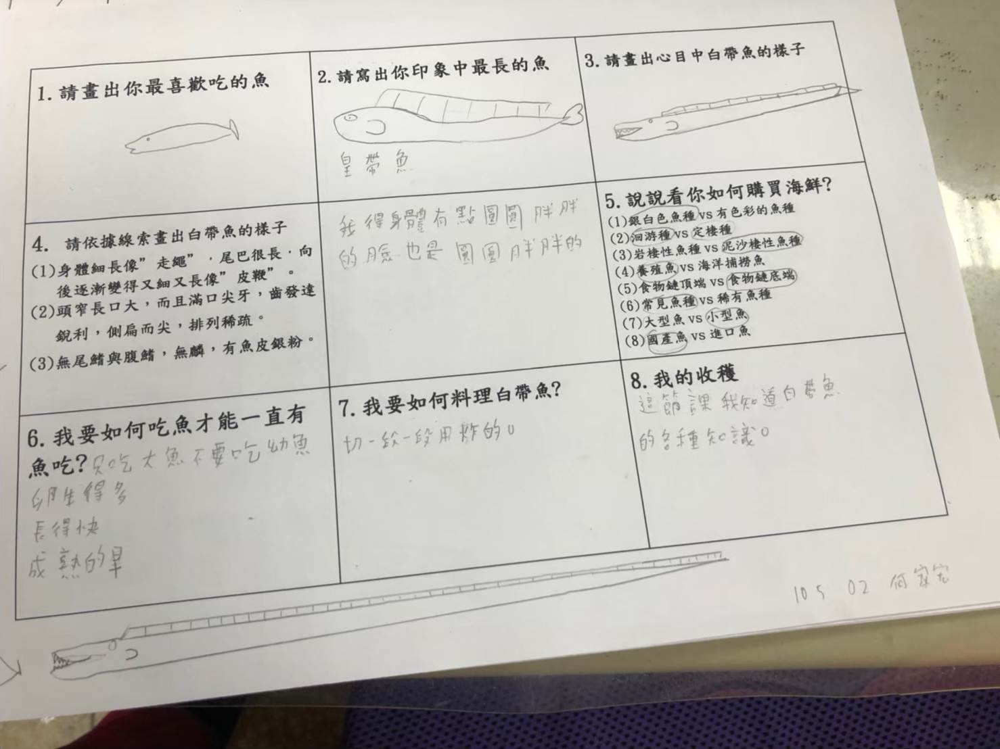 1. 請畫出你最喜歡吃的魚
2. 請寫出你印象中最長的魚
皇帶魚
3. 請畫出心目中白帶魚的樣子
4. 請依據線索畫出白帶魚的樣子
(1)身體細長像”走繩”，尾巴很長，向
後逐漸變得又細又長像”皮鞭”。
(2)頭窄長口大，而且滿口尖牙，齒發達
銳利，側扁而尖，排列稀疏。
(3)無尾鰭與腹鰭，無麟，有魚皮銀粉。
我得身體有點圓圓胖胖
的臉也是圓圓胖胖的
5. 說說看你如何購買海鮮?
(1)銀白色魚種 vs 有色彩的魚種
(2)洄游種 vs 定棲種
(3)岩棲性魚種 vs 泥沙棲性魚種
(4)養殖魚 vs 海洋捕撈魚
(5)食物鏈頂端 vs 食物鏈底端
(6)常見魚種 vs 稀有魚種
(7)大型魚 vs 小型魚
(8)國產魚 vs 進口魚
6. 我要如何吃魚才能一直有
魚吃?只吃大魚不要吃幼魚
卵生得多
長得快
成熟的早
7. 我要如何料理白帶魚?
切一段一段用炸的。
8. 我的收穫
這節課我知道白帶魚
的各種知識。
105 02 何家宏